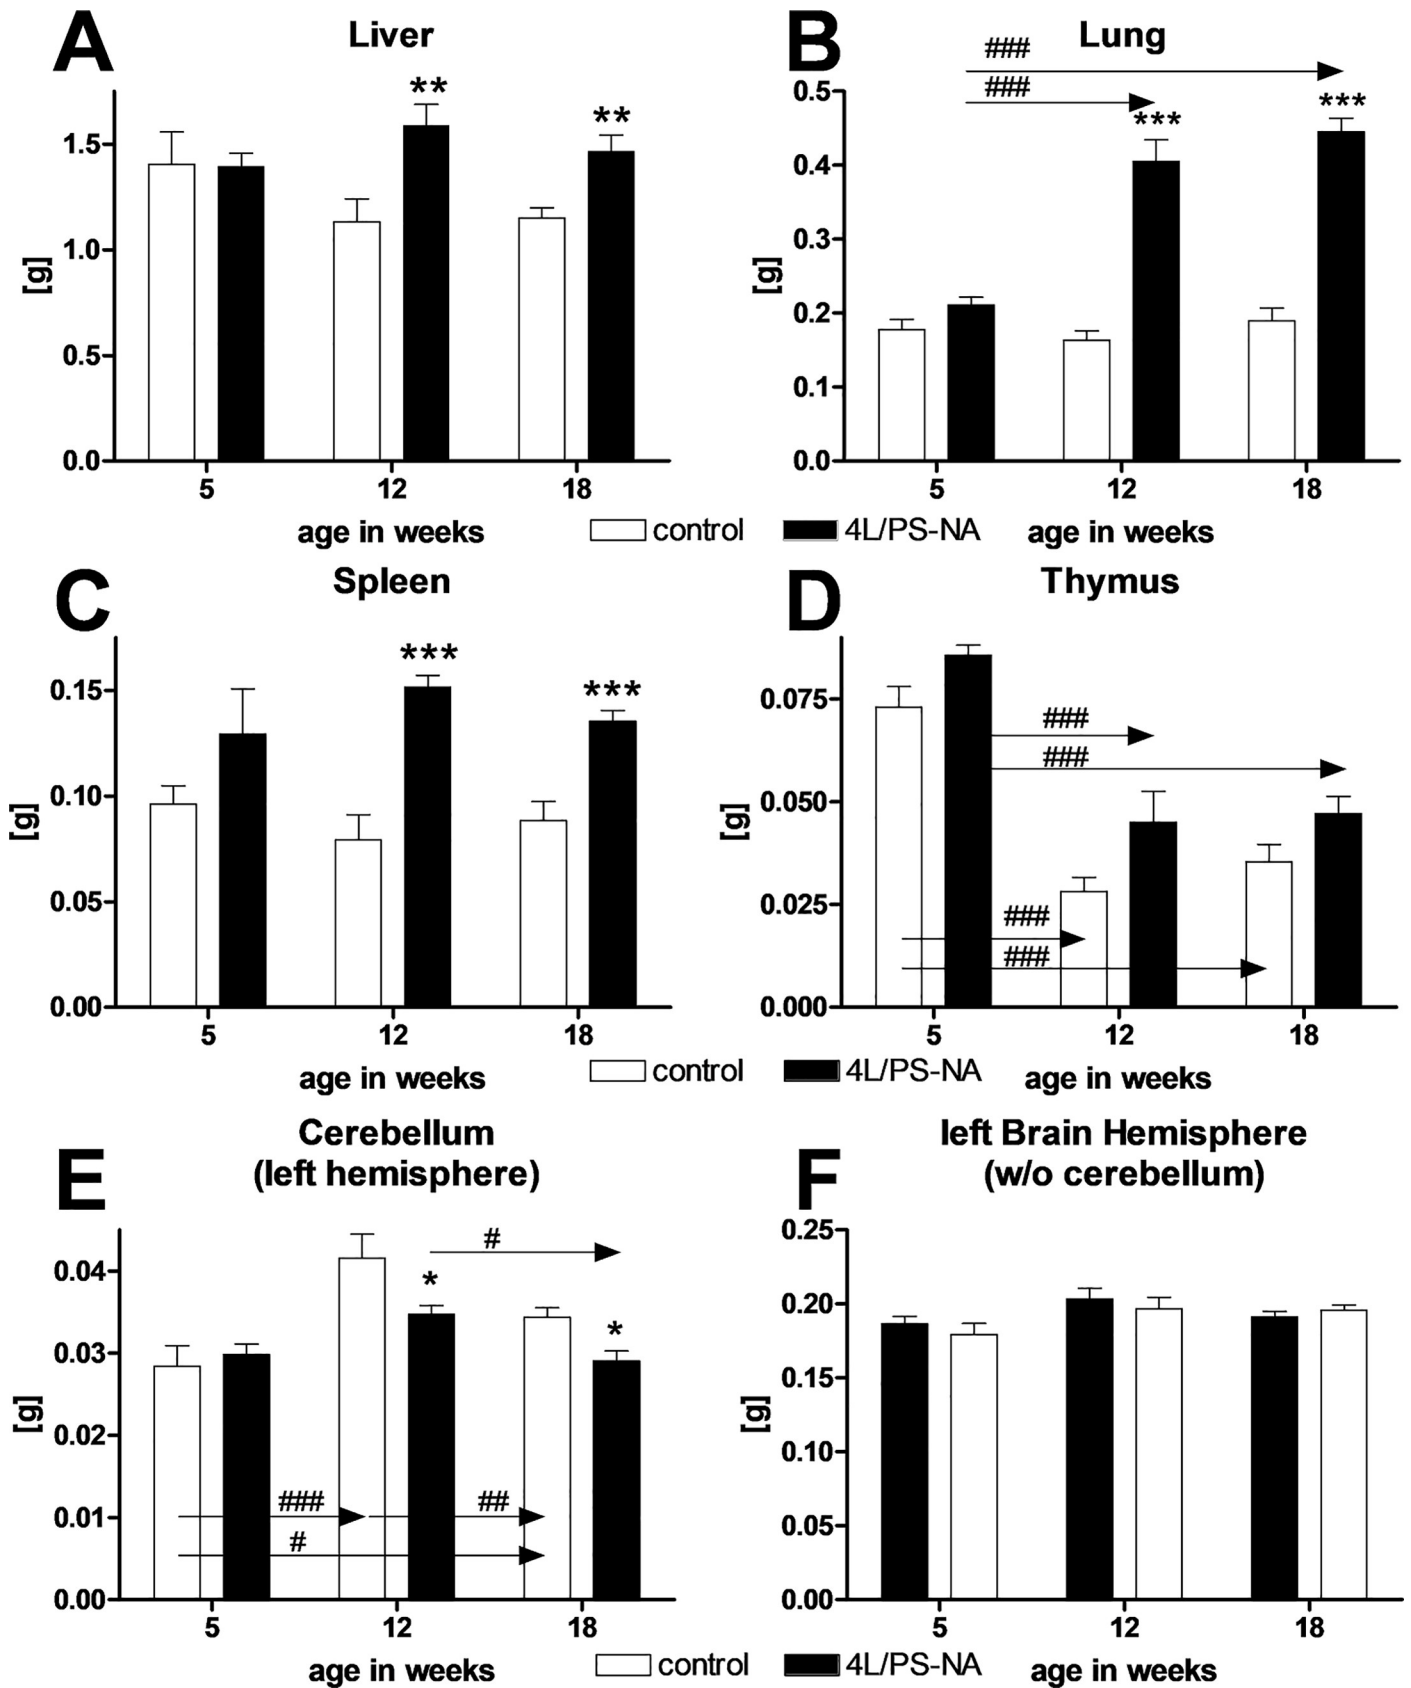 A
Liver
**
**
1.5
1.0
0.5
0.0
[g]
5
12
18
age in weeks
B
Lung
###
###
***
***
0.5
0.4
0.3
0.2
0.1
0.0
[g]
5
12
18
age in weeks
control
4L/PS-NA
C
Spleen
***
***
0.15
0.10
0.05
0.00
[g]
5
12
18
age in weeks
D
Thymus
###
###
###
###
0.075
0.050
0.025
0.000
[g]
5
12
18
age in weeks
control
4L/PS-NA
E
Cerebellum
(left hemisphere)
#
*
*
###
##
#
0.04
0.03
0.02
0.01
0.00
[g]
5
12
18
age in weeks
F
left Brain Hemisphere
(w/o cerebellum)
0.25
0.20
0.15
0.10
0.05
0.00
[g]
5
12
18
age in weeks
control
4L/PS-NA